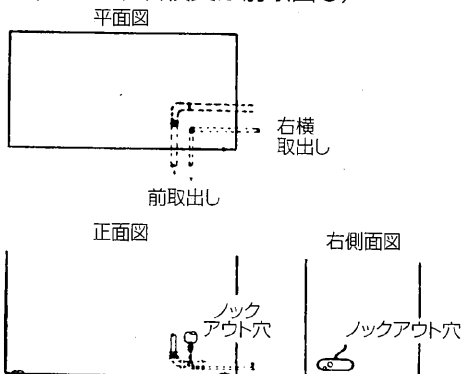 平面図
右横
取出し
前取出し
正面図
右側面図
ノック
アウト穴
ノックアウト穴